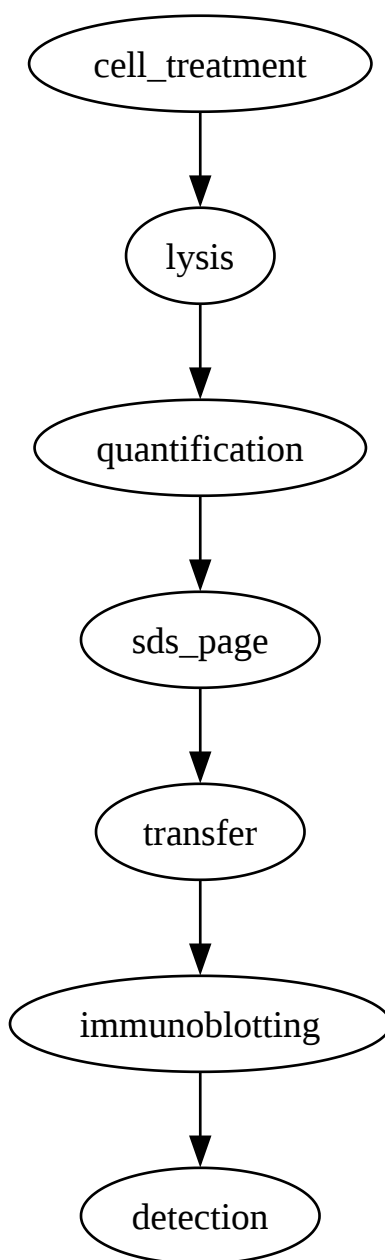 cell_treatment
lysis
quantification
sds_page
transfer
immunoblotting
detection